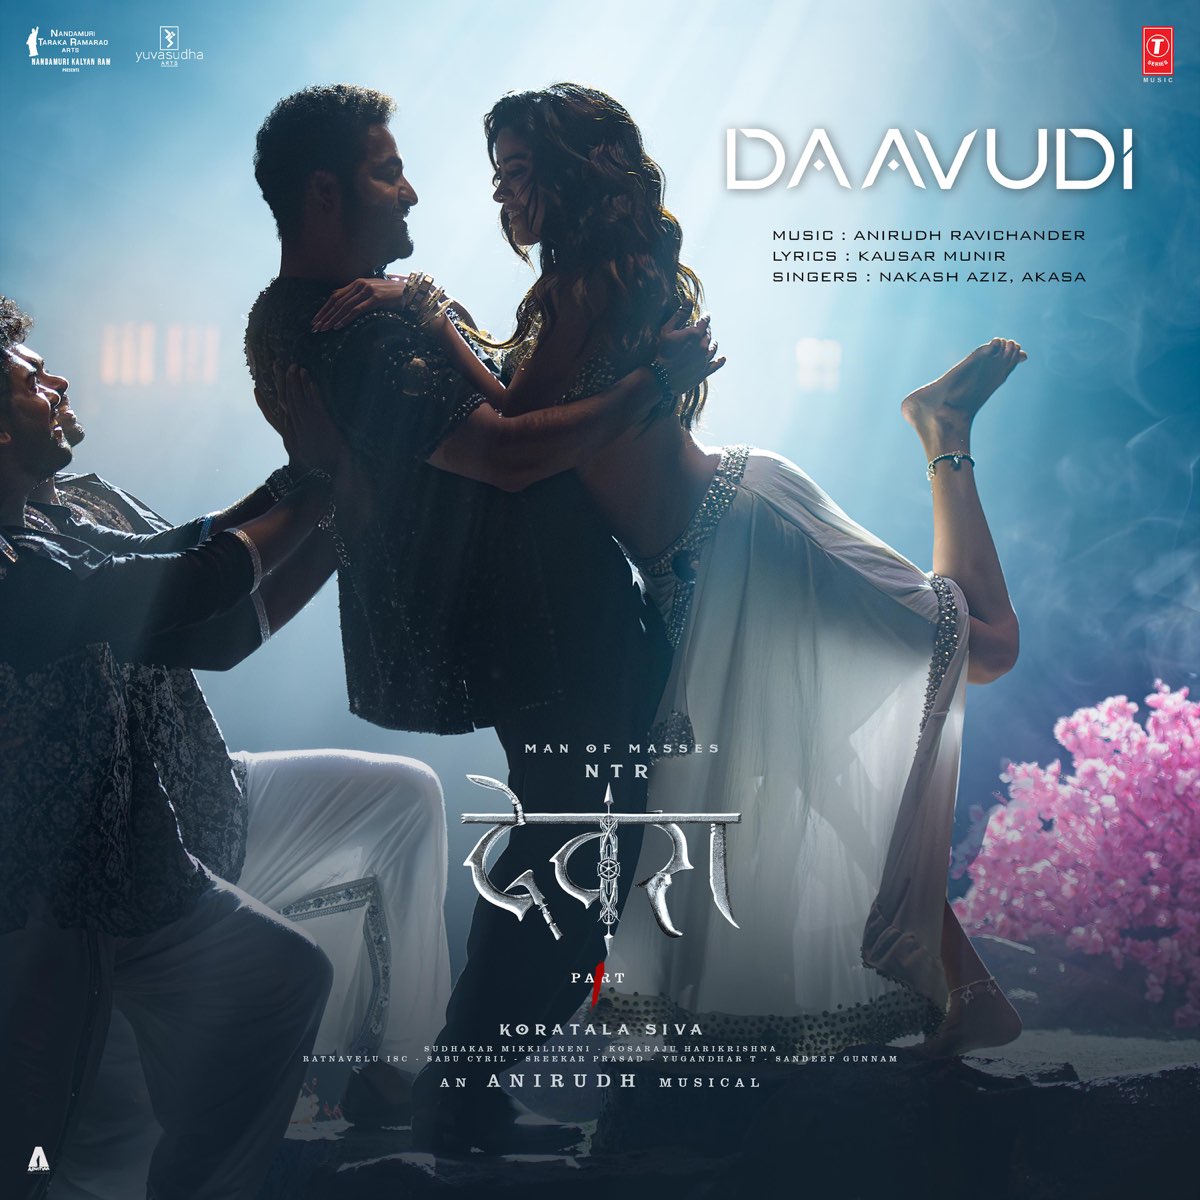 NANDAMURI
TARAKA RAMARAO
ARTS
NANDAMURI KALYAN RAM
PRESENTS
yuvasudha
ARTS
T
SERIES
MUSIC
DAAVUDI
MUSIC : ANIRUDH RAVICHANDER
LYRICS : KAUSAR MUNIR
SINGERS : NAKASH AZIZ, AKASA
MAN OF MASSES
NTR
देवरा
PART
1
KORATALA SIVA
SUDHAKAR MIKKILINENI - KOSARAJU HARIKRISHNA
RATNAVELU ISC - SABU CYRIL - SREEKAR PRASAD - YUGANDHAR T - SANDEEP GUNNAM
AN ANIRUDH MUSICAL